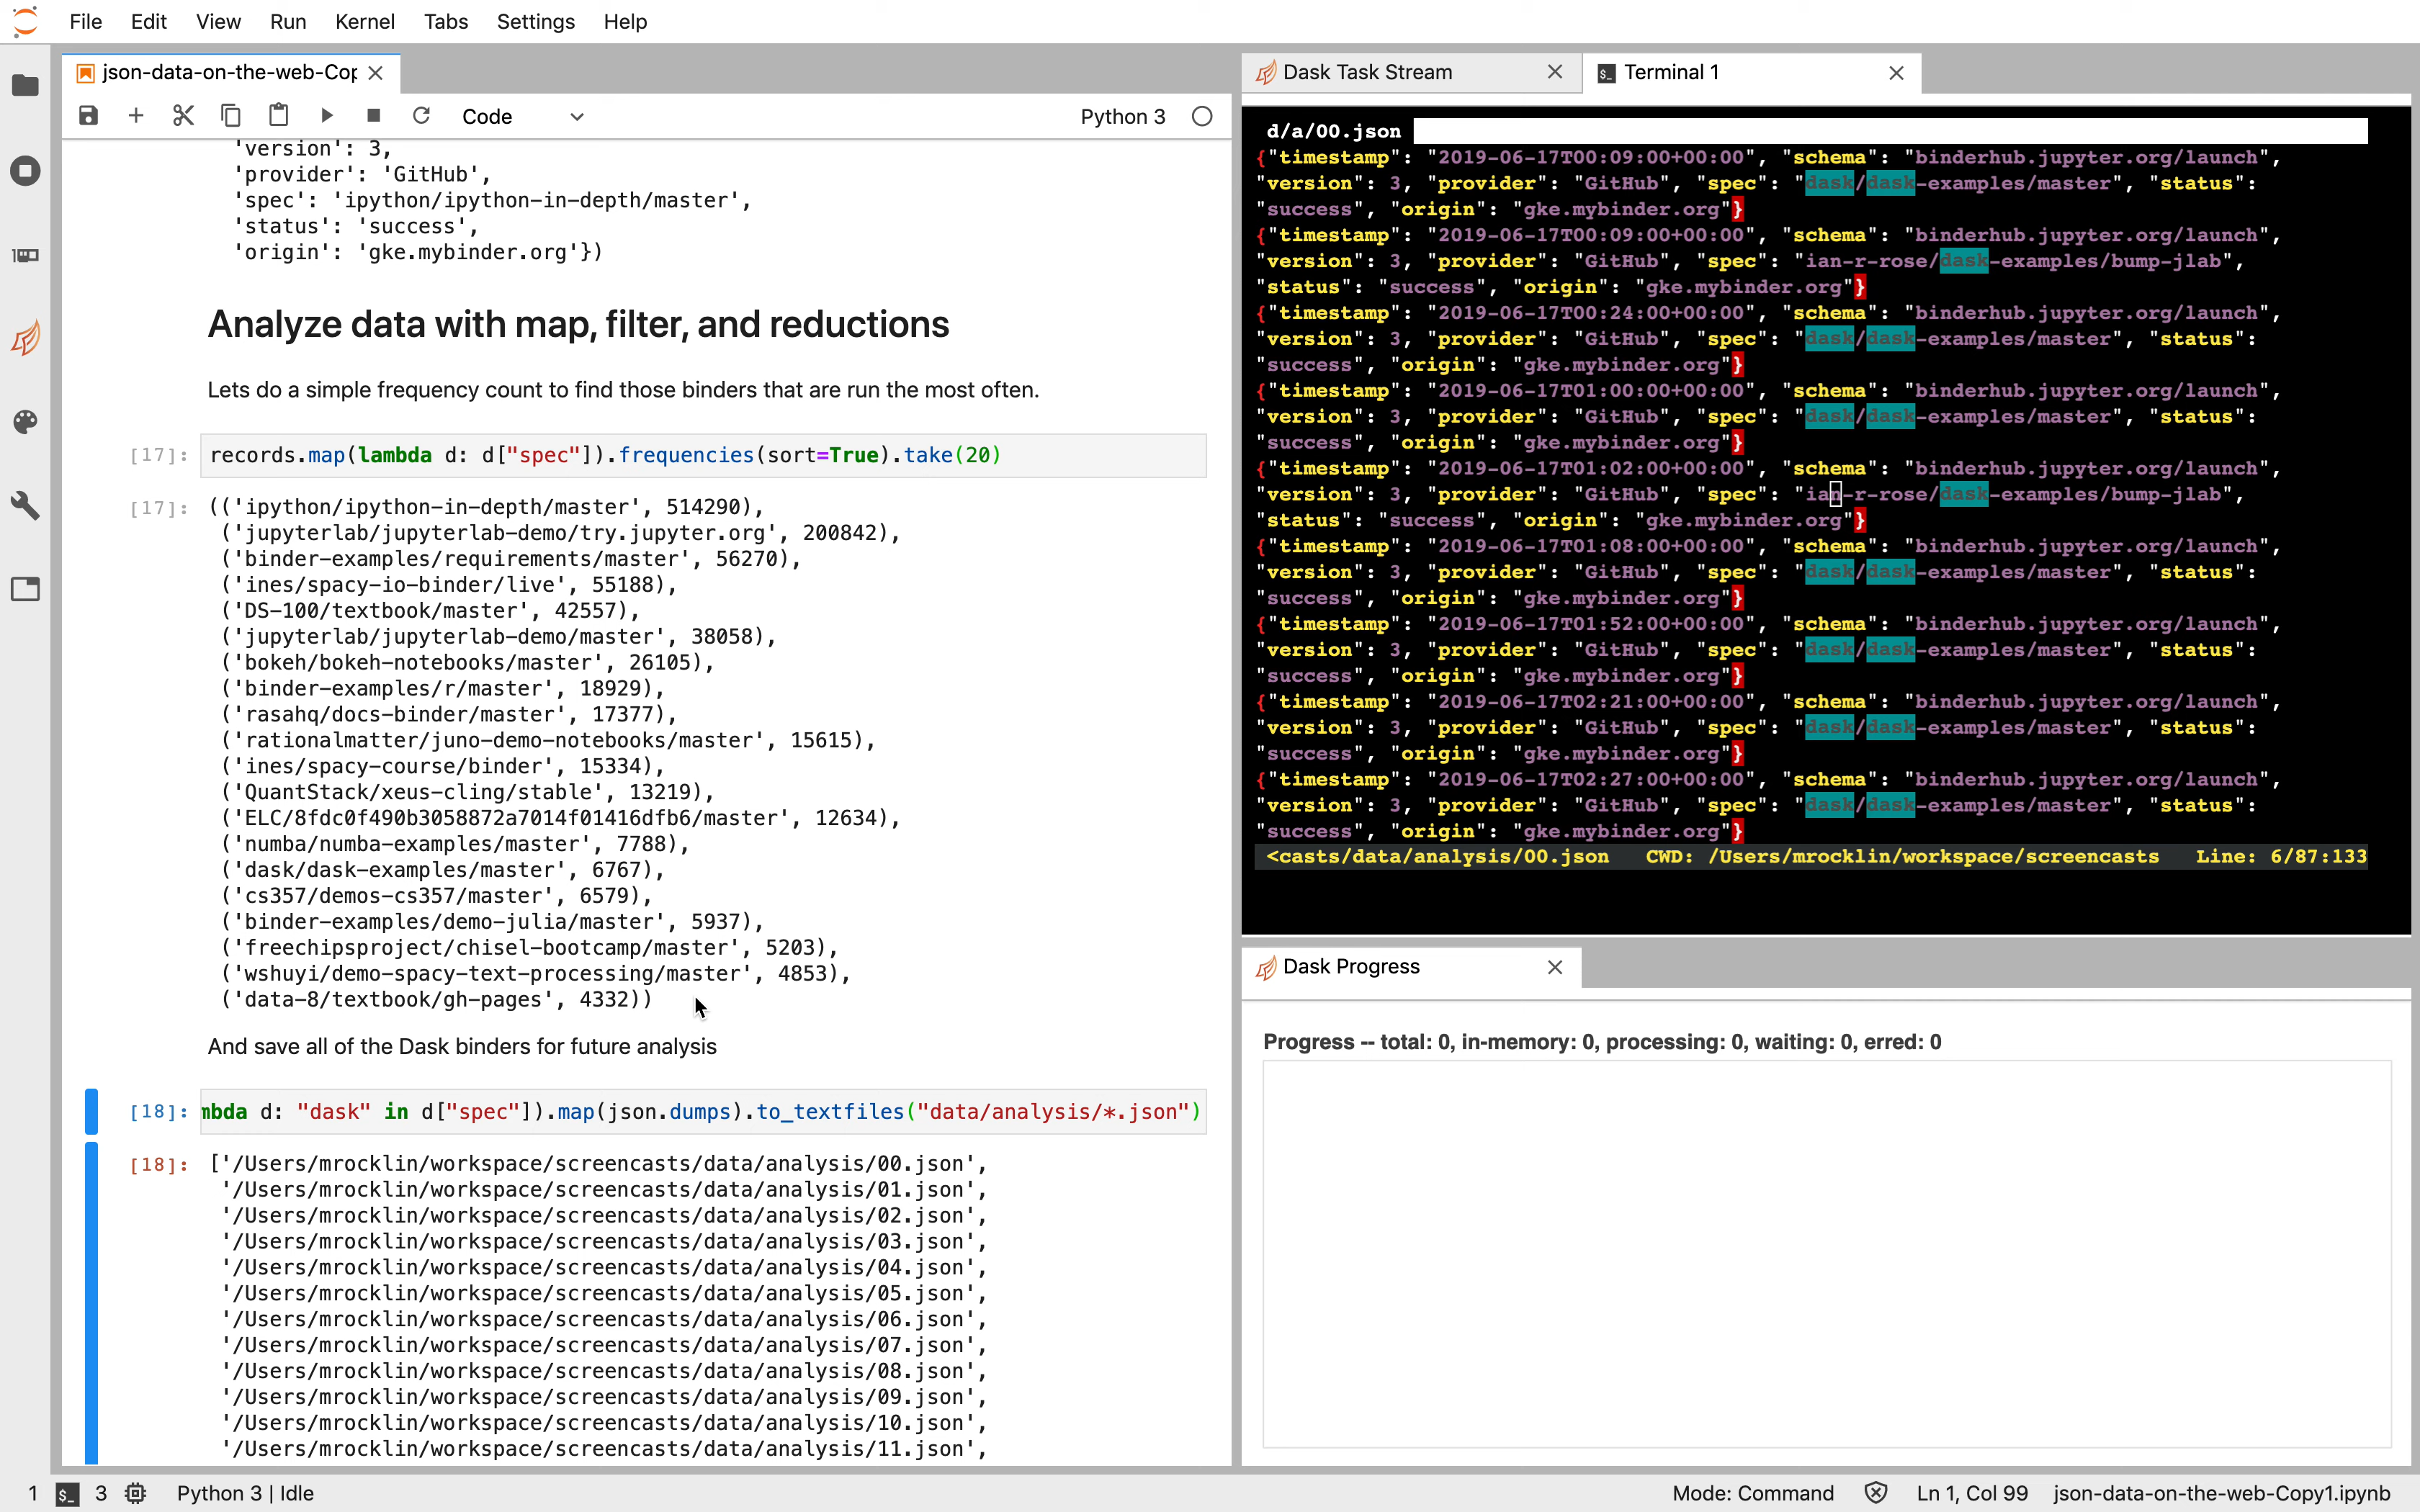 File Edit View Run Kernel Tabs Settings Help
json-data-on-the-web-Cop
Code Python 3
'version': 3,
'provider': 'GitHub',
'spec': 'ipython/ipython-in-depth/master',
'status': 'success',
'origin': 'gke.mybinder.org'})
Analyze data with map, filter, and reductions
Lets do a simple frequency count to find those binders that are run the most often.
[17]: records.map(lambda d: d["spec"]).frequencies(sort=True).take(20)
[17]: (('ipython/ipython-in-depth/master', 514290),
('jupyterlab/jupyterlab-demo/try.jupyter.org', 200842),
('binder-examples/requirements/master', 56270),
('ines/spacy-io-binder/live', 55188),
('DS-100/textbook/master', 42557),
('jupyterlab/jupyterlab-demo/master', 38058),
('bokeh/bokeh-notebooks/master', 26105),
('binder-examples/r/master', 18929),
('rasahq/docs-binder/master', 17377),
('rationalmatter/juno-demo-notebooks/master', 15615),
('ines/spacy-course/binder', 15334),
('QuantStack/xeus-cling/stable', 13219),
('ELC/8fdc0f490b3058872a7014f01416dfb6/master', 12634),
('numba/numba-examples/master', 7788),
('dask/dask-examples/master', 6767),
('cs357/demos-cs357/master', 6579),
('binder-examples/demo-julia/master', 5937),
('freechipsproject/chisel-bootcamp/master', 5203),
('wshuyi/demo-spacy-text-processing/master', 4853),
('data-8/textbook/gh-pages', 4332))
And save all of the Dask binders for future analysis
[18]: mbda d: "dask" in d["spec"]).map(json.dumps).to_textfiles("data/analysis/*.json")
[18]: ['/Users/mrocklin/workspace/screencasts/data/analysis/00.json',
'/Users/mrocklin/workspace/screencasts/data/analysis/01.json',
'/Users/mrocklin/workspace/screencasts/data/analysis/02.json',
'/Users/mrocklin/workspace/screencasts/data/analysis/03.json',
'/Users/mrocklin/workspace/screencasts/data/analysis/04.json',
'/Users/mrocklin/workspace/screencasts/data/analysis/05.json',
'/Users/mrocklin/workspace/screencasts/data/analysis/06.json',
'/Users/mrocklin/workspace/screencasts/data/analysis/07.json',
'/Users/mrocklin/workspace/screencasts/data/analysis/08.json',
'/Users/mrocklin/workspace/screencasts/data/analysis/09.json',
'/Users/mrocklin/workspace/screencasts/data/analysis/10.json',
'/Users/mrocklin/workspace/screencasts/data/analysis/11.json',
Dask Task Stream
Terminal 1
d/a/00.json
{"timestamp": "2019-06-17T00:09:00+00:00", "schema": "binderhub.jupyter.org/launch",
"version": 3, "provider": "GitHub", "spec": "dask/dask-examples/master", "status":
"success", "origin": "gke.mybinder.org"}
{"timestamp": "2019-06-17T00:09:00+00:00", "schema": "binderhub.jupyter.org/launch",
"version": 3, "provider": "GitHub", "spec": "ian-r-rose/dask-examples/bump-jlab",
"status": "success", "origin": "gke.mybinder.org"}
{"timestamp": "2019-06-17T00:24:00+00:00", "schema": "binderhub.jupyter.org/launch",
"version": 3, "provider": "GitHub", "spec": "dask/dask-examples/master", "status":
"success", "origin": "gke.mybinder.org"}
{"timestamp": "2019-06-17T01:00:00+00:00", "schema": "binderhub.jupyter.org/launch",
"version": 3, "provider": "GitHub", "spec": "dask/dask-examples/master", "status":
"success", "origin": "gke.mybinder.org"}
{"timestamp": "2019-06-17T01:02:00+00:00", "schema": "binderhub.jupyter.org/launch",
"version": 3, "provider": "GitHub", "spec": "ian-r-rose/dask-examples/bump-jlab",
"status": "success", "origin": "gke.mybinder.org"}
{"timestamp": "2019-06-17T01:08:00+00:00", "schema": "binderhub.jupyter.org/launch",
"version": 3, "provider": "GitHub", "spec": "dask/dask-examples/master", "status":
"success", "origin": "gke.mybinder.org"}
{"timestamp": "2019-06-17T01:52:00+00:00", "schema": "binderhub.jupyter.org/launch",
"version": 3, "provider": "GitHub", "spec": "dask/dask-examples/master", "status":
"success", "origin": "gke.mybinder.org"}
{"timestamp": "2019-06-17T02:21:00+00:00", "schema": "binderhub.jupyter.org/launch",
"version": 3, "provider": "GitHub", "spec": "dask/dask-examples/master", "status":
"success", "origin": "gke.mybinder.org"}
{"timestamp": "2019-06-17T02:27:00+00:00", "schema": "binderhub.jupyter.org/launch",
"version": 3, "provider": "GitHub", "spec": "dask/dask-examples/master", "status":
"success", "origin": "gke.mybinder.org"}
<casts/data/analysis/00.json CWD: /Users/mrocklin/workspace/screencasts Line: 6/87:133
Dask Progress
Progress -- total: 0, in-memory: 0, processing: 0, waiting: 0, erred: 0
1 $_ 3 Python 3 | Idle Mode: Command Ln 1, Col 99 json-data-on-the-web-Copy1.ipynb